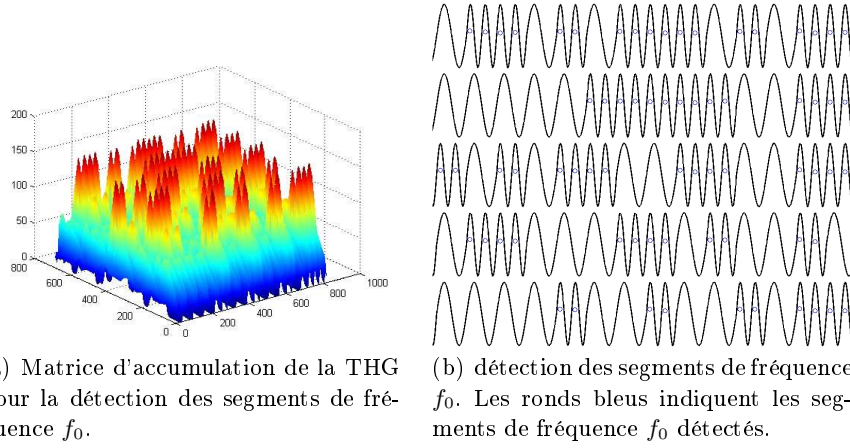 200
150
100
50
0
800
600
400
200
0
0
200
400
600
800
1000
) Matrice d'accumulation de la THG
our la détection des segments de fré-
uence f0.
(b) détection des segments de fréquence
f0. Les ronds bleus indiquent les seg-
ments de fréquence f0 détectés.